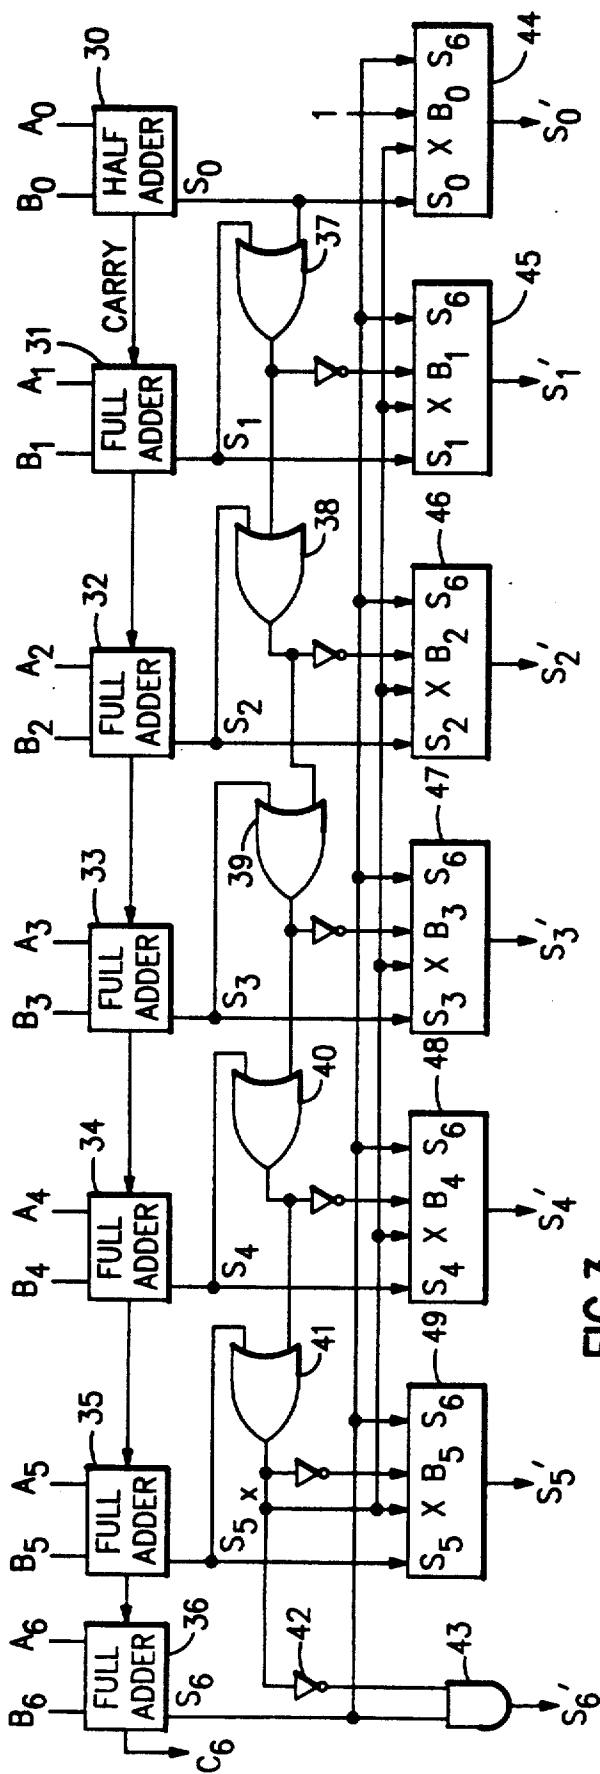 B6 A6 B5 A5 B4 A4 B3 A3 B2 A2 B1 A1 B0 A0
35 34 33 32 31 30
FULL ADDER
FULL ADDER
FULL ADDER
FULL ADDER
FULL ADDER
FULL ADDER
HALF ADDER
CARRY
C6
36
S6 S5 S4 S3 S2 S1 S0
X
41 40 39 38 37
42
1
S5 X B5 S6
S4 X B4 S6
S3 X B3 S6
S2 X B2 S6
S1 X B1 S6
S0 X B0 S6
43 49 48 47 46 45 44
S6' S5' S4' S3' S2' S1' S0'
FIG. 3